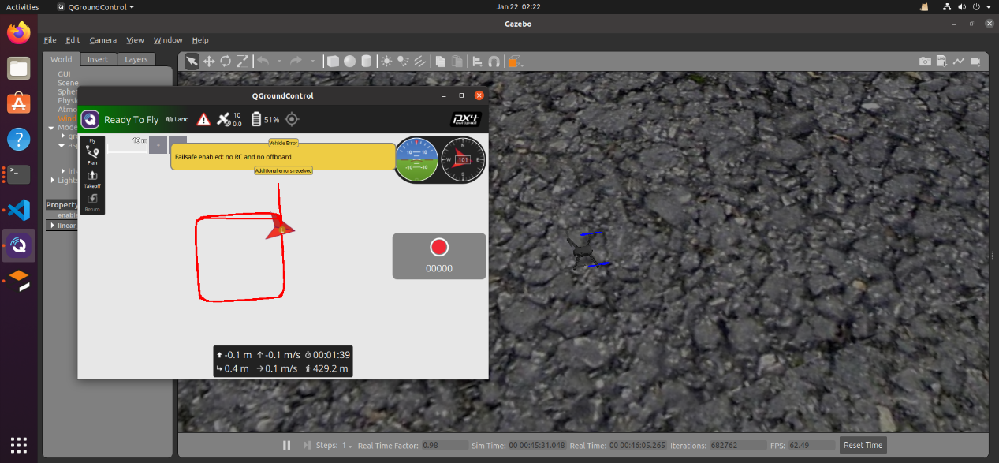 Activities QGroundControl Jan 22 02:22
Gazebo
File Edit Camera View Window Help
World Insert Layers
GUI
Scene
Spher
Physi
Atmo
Wind
Mode
gr
as
iris
Lights
Property
enable
linear
QGroundControl
Ready To Fly Land 10 0.0 51% PX4 autopilot
Fly
Plan
Takeoff
Return
10 m
Vehicle Error
Failsafe enabled: no RC and no offboard
Additional errors received
10 10
-10 -10
N
W 101 E
S
00000
-0.1 m -0.1 m/s 00:01:39
0.4 m 0.1 m/s 429.2 m
Steps: 1 Real Time Factor: 0.98 Sim Time: 00 00:45:31.048 Real Time: 00 00:46:05.265 Iterations: 682762 FPS: 62.49 Reset Time